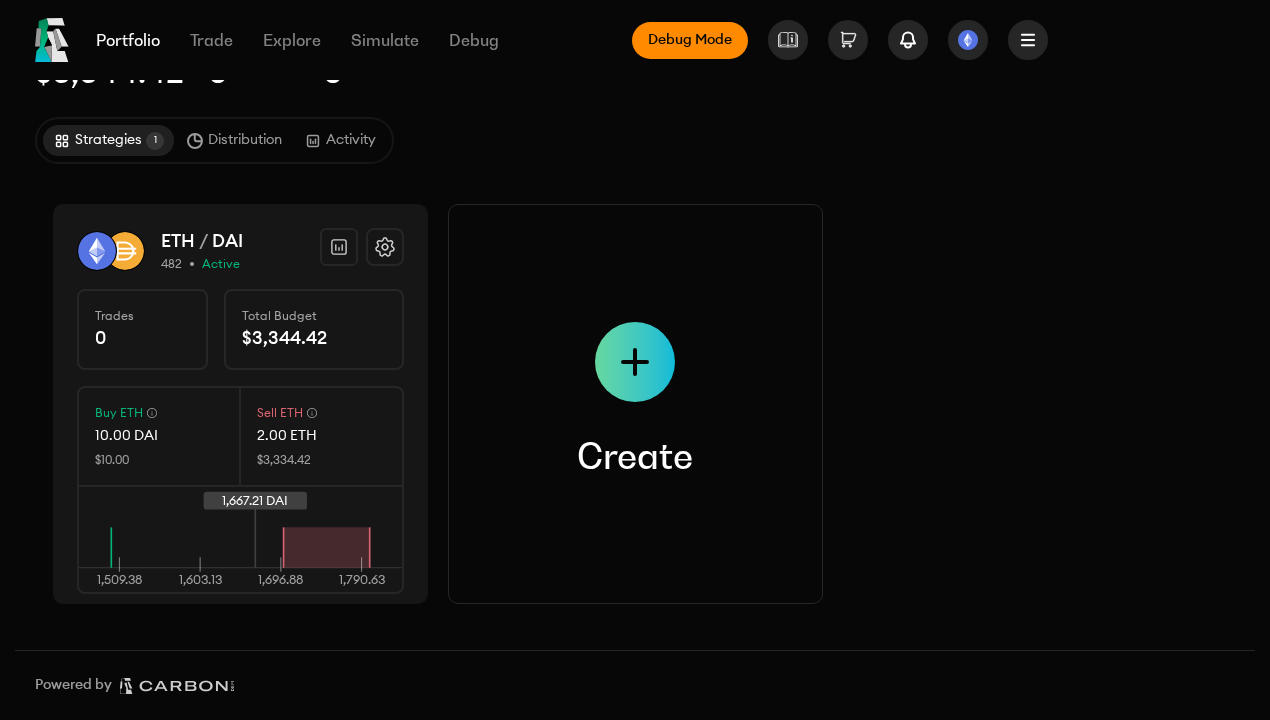 Portfolio Trade Explore Simulate Debug Debug Mode
Strategies 1 Distribution Activity
ETH / DAI
482 • Active
Trades Total Budget
0 $3,344.42
Buy ETH Sell ETH
10.00 DAI 2.00 ETH
$10.00 $3,334.42
1,667.21 DAI
1,509.38 1,603.13 1,696.88 1,790.63
Create
Powered by CARBON